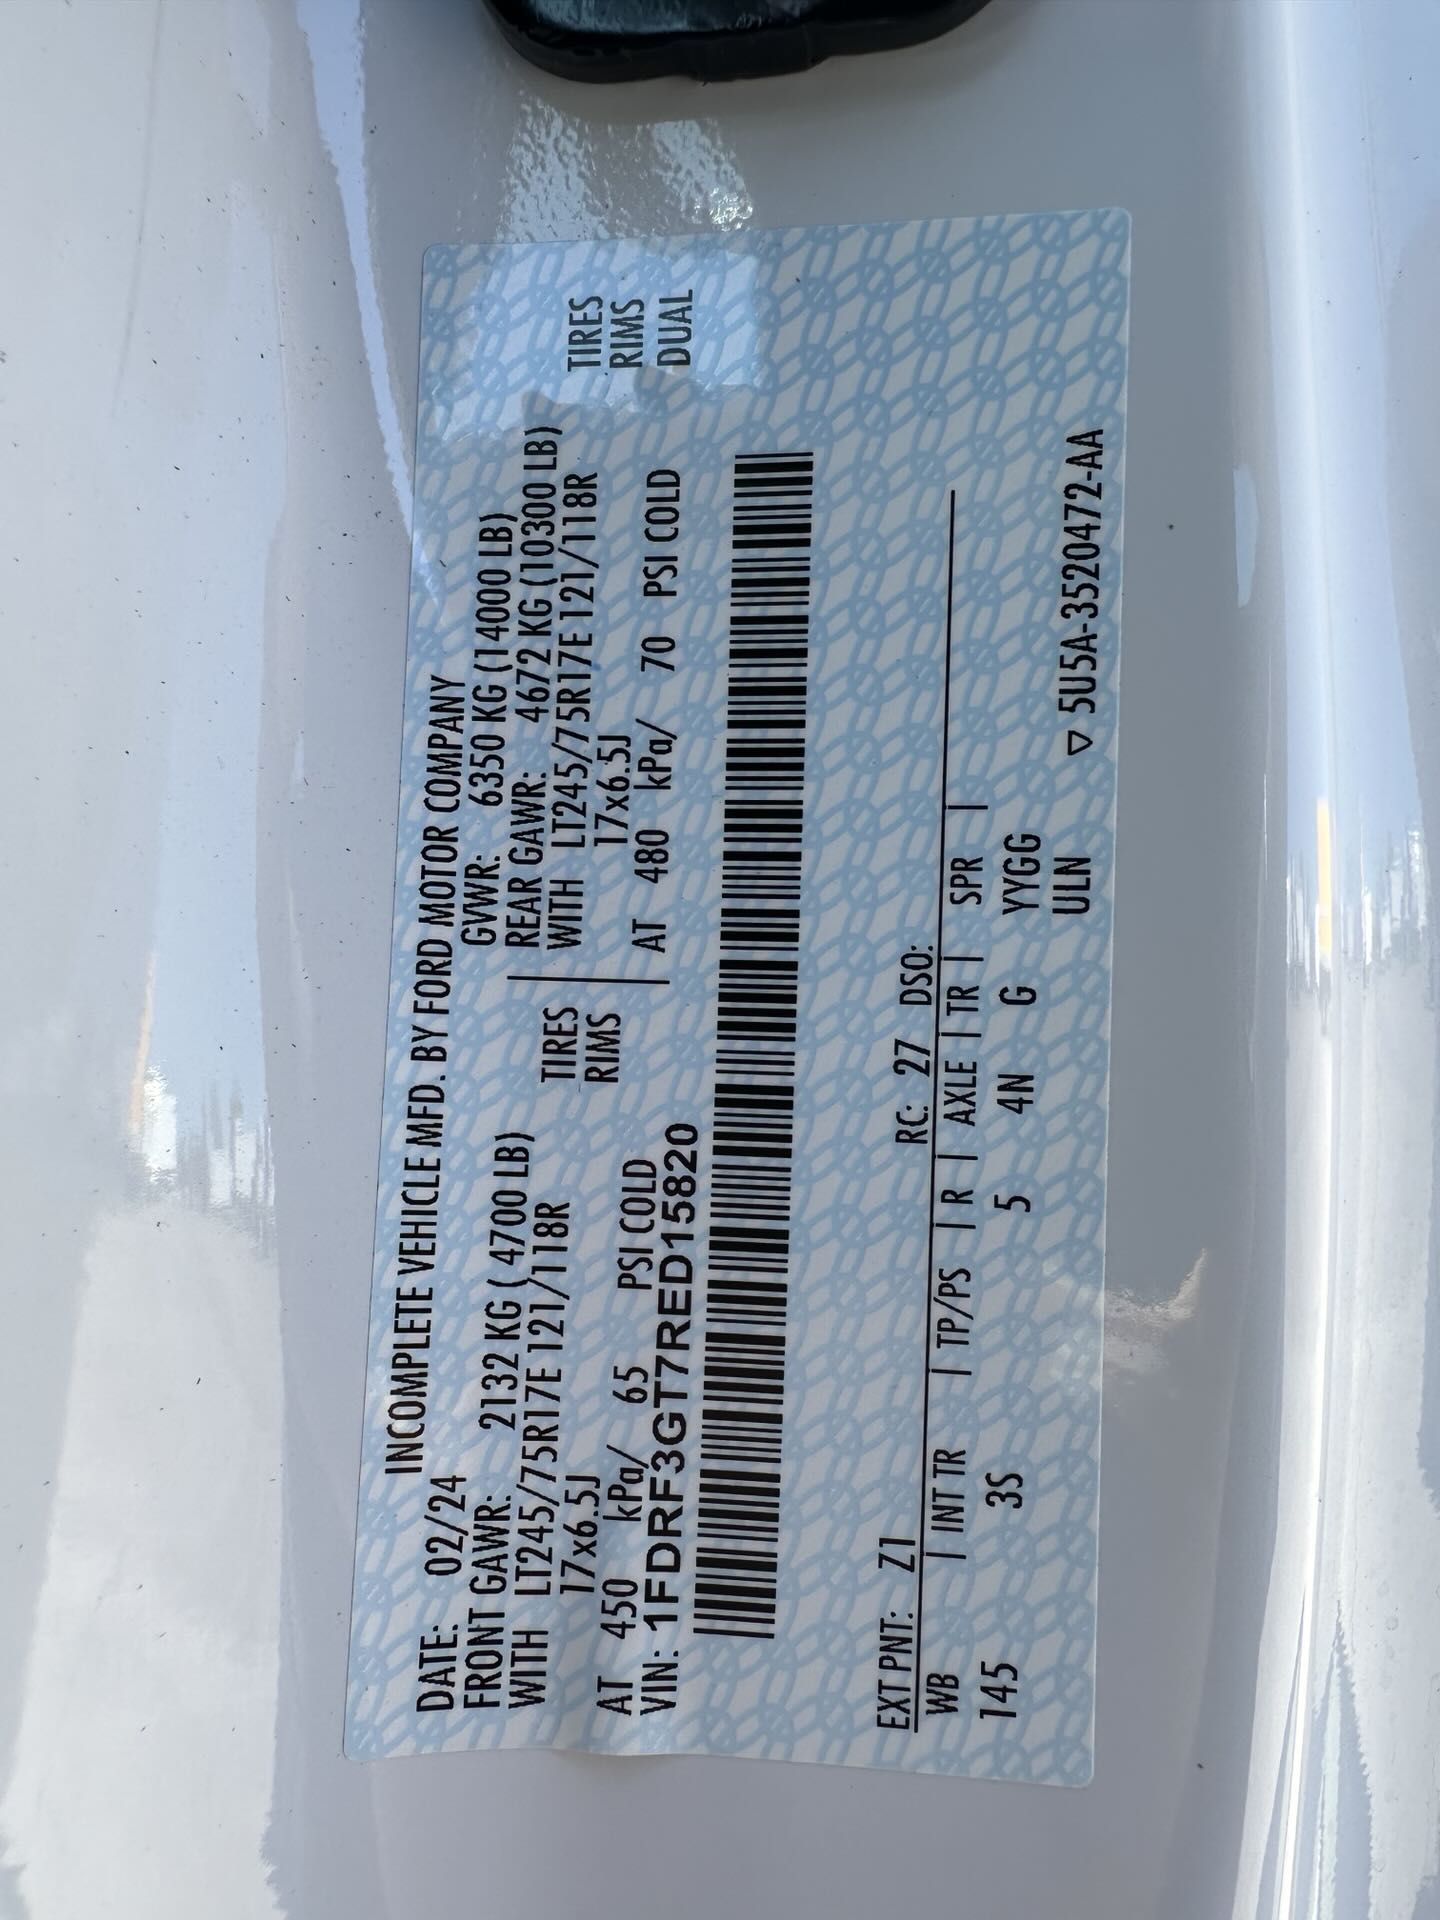 INCOMPLETE VEHICLE MFD. BY FORD MOTOR COMPANY
DATE: 02/24 GVWR: 6350 KG (14000 LB)
FRONT GAWR: 2132 KG ( 4700 LB) REAR GAWR: 4672 KG (10300 LB)
WITH LT245/75R17E 121/118R TIRES WITH LT245/75R17E 121/118R TIRES
17x6.5J RIMS 17x6.5J RIMS
AT 450 kPa/ 65 PSI COLD AT 480 kPa/ 70 PSI COLD DUAL
VIN: 1FDRF3GT7RED15820
EXT PNT: Z1 RC: 27 DSO:
WB | INT TR | TP/PS | R | AXLE | TR | SPR |
145 3S 5 4N G YYGG
ULN
▽ 5U5A-3520472-AA